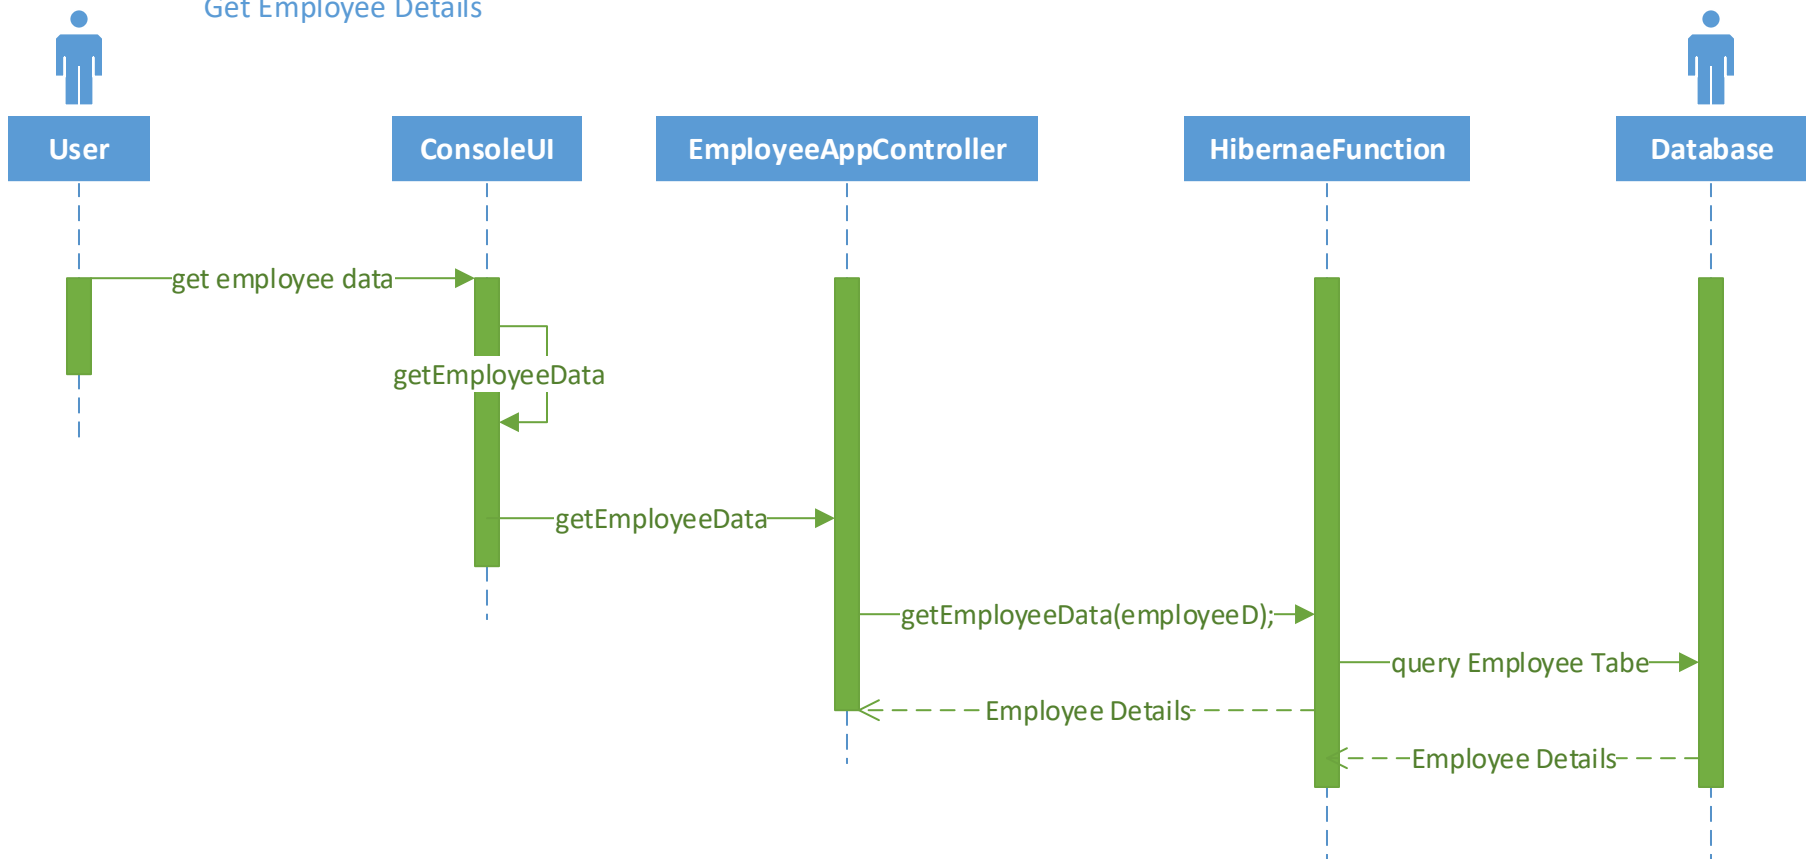 Get Employee Details
User
ConsoleUI
EmployeeAppController
HibernaeFunction
Database
get employee data
getEmployeeData
getEmployeeData
getEmployeeData(employeeD);
query Employee Tabe
Employee Details
Employee Details